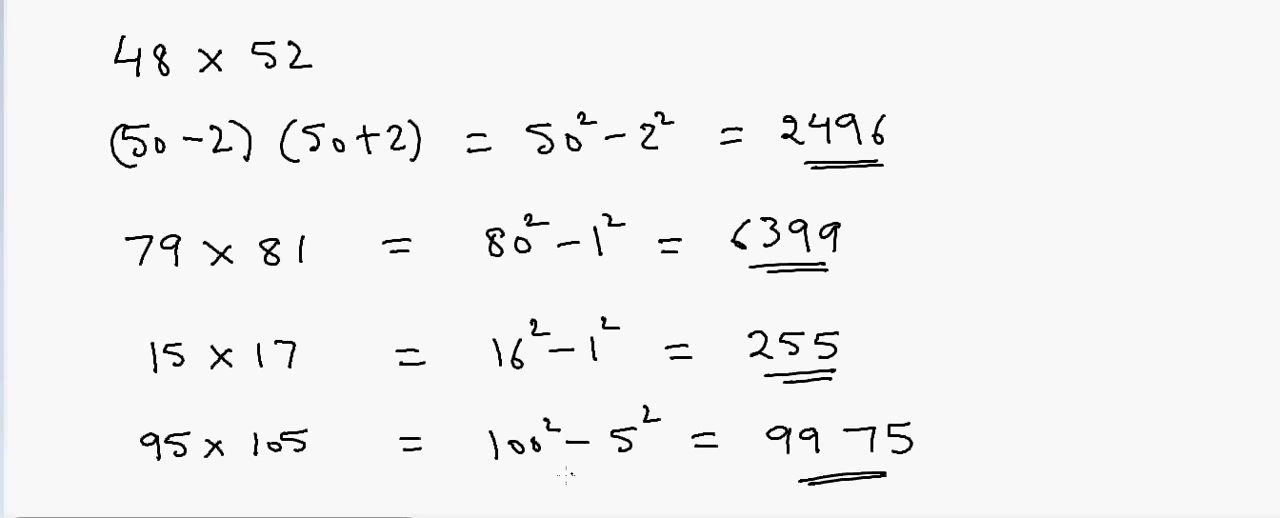 48 × 52
(50-2) (50+2) = 50² - 2² = 2496
79 × 81 = 80² - 1² = 6399
15 × 17 = 16² - 1² = 255
95 × 105 = 100² - 5² = 9975